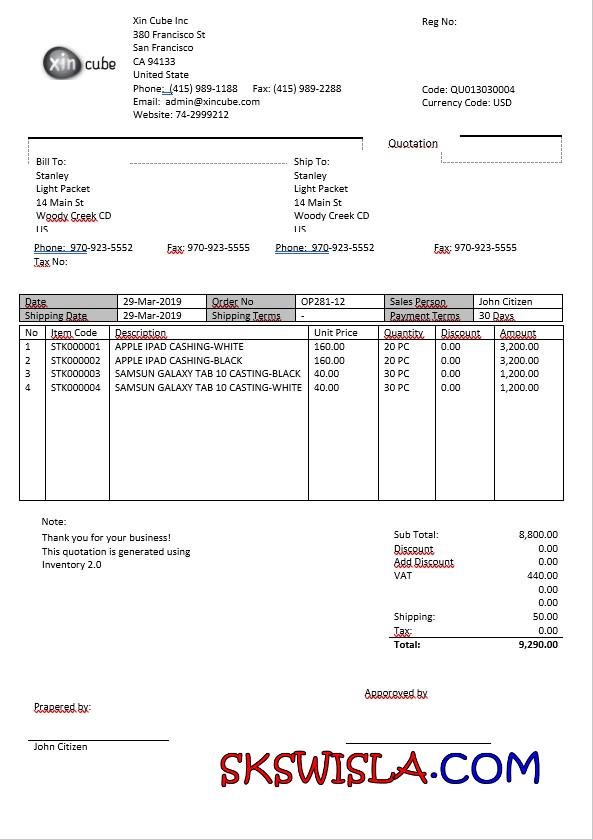 Xin Cube Inc
Reg No:
380 Francisco St
San Francisco
xin cube
CA 94133
United State
Phone: (415) 989-1188 Fax: (415) 989-2288
Code: QU013030004
Email: admin@xincube.com
Currency Code: USD
Website: 74-2999212
Quotation
Bill To:
Stanley
Light Packet
14 Main St
Woody Creek CD
US
Ship To:
Stanley
Light Packet
14 Main St
Woody Creek CD
US
Phone: 970-923-5552 Fax: 970-923-5555 Phone: 970-923-5552 Fax: 970-923-5555
Tax No:
Date 29-Mar-2019 Order No OP281-12 Sales Person John Citizen
Shipping Date 29-Mar-2019 Shipping Terms - Payment Terms 30 Days
No Item Code Description Unit Price Quantity Discount Amount
1 STK000001 APPLE IPAD CASHING-WHITE 160.00 20 PC 0.00 3,200.00
2 STK000002 APPLE IPAD CASHING-BLACK 160.00 20 PC 0.00 3,200.00
3 STK000003 SAMSUN GALAXY TAB 10 CASTING-BLACK 40.00 30 PC 0.00 1,200.00
4 STK000004 SAMSUN GALAXY TAB 10 CASTING-WHITE 40.00 30 PC 0.00 1,200.00
Note:
Thank you for your business!
This quotation is generated using
Inventory 2.0
Sub Total: 8,800.00
Discount 0.00
Add Discount 0.00
VAT 440.00
0.00
0.00
Shipping: 50.00
Tax: 0.00
Total: 9,290.00
Apporoved by
Prapered by:
John Citizen
SKSWISLA.COM